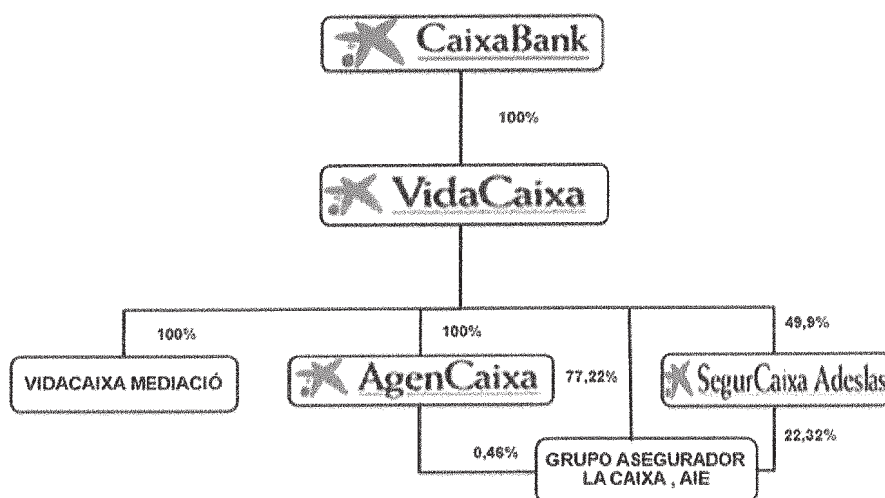 CaixaBank
100%
VidaCaixa
100%
100%
49,9%
VIDACAIXA MEDIACIÓ
AgenCaixa
77,22%
SegurCaixa Adeslas
0,46%
22,32%
GRUPO ASEGURADOR
LA CAIXA , AIE